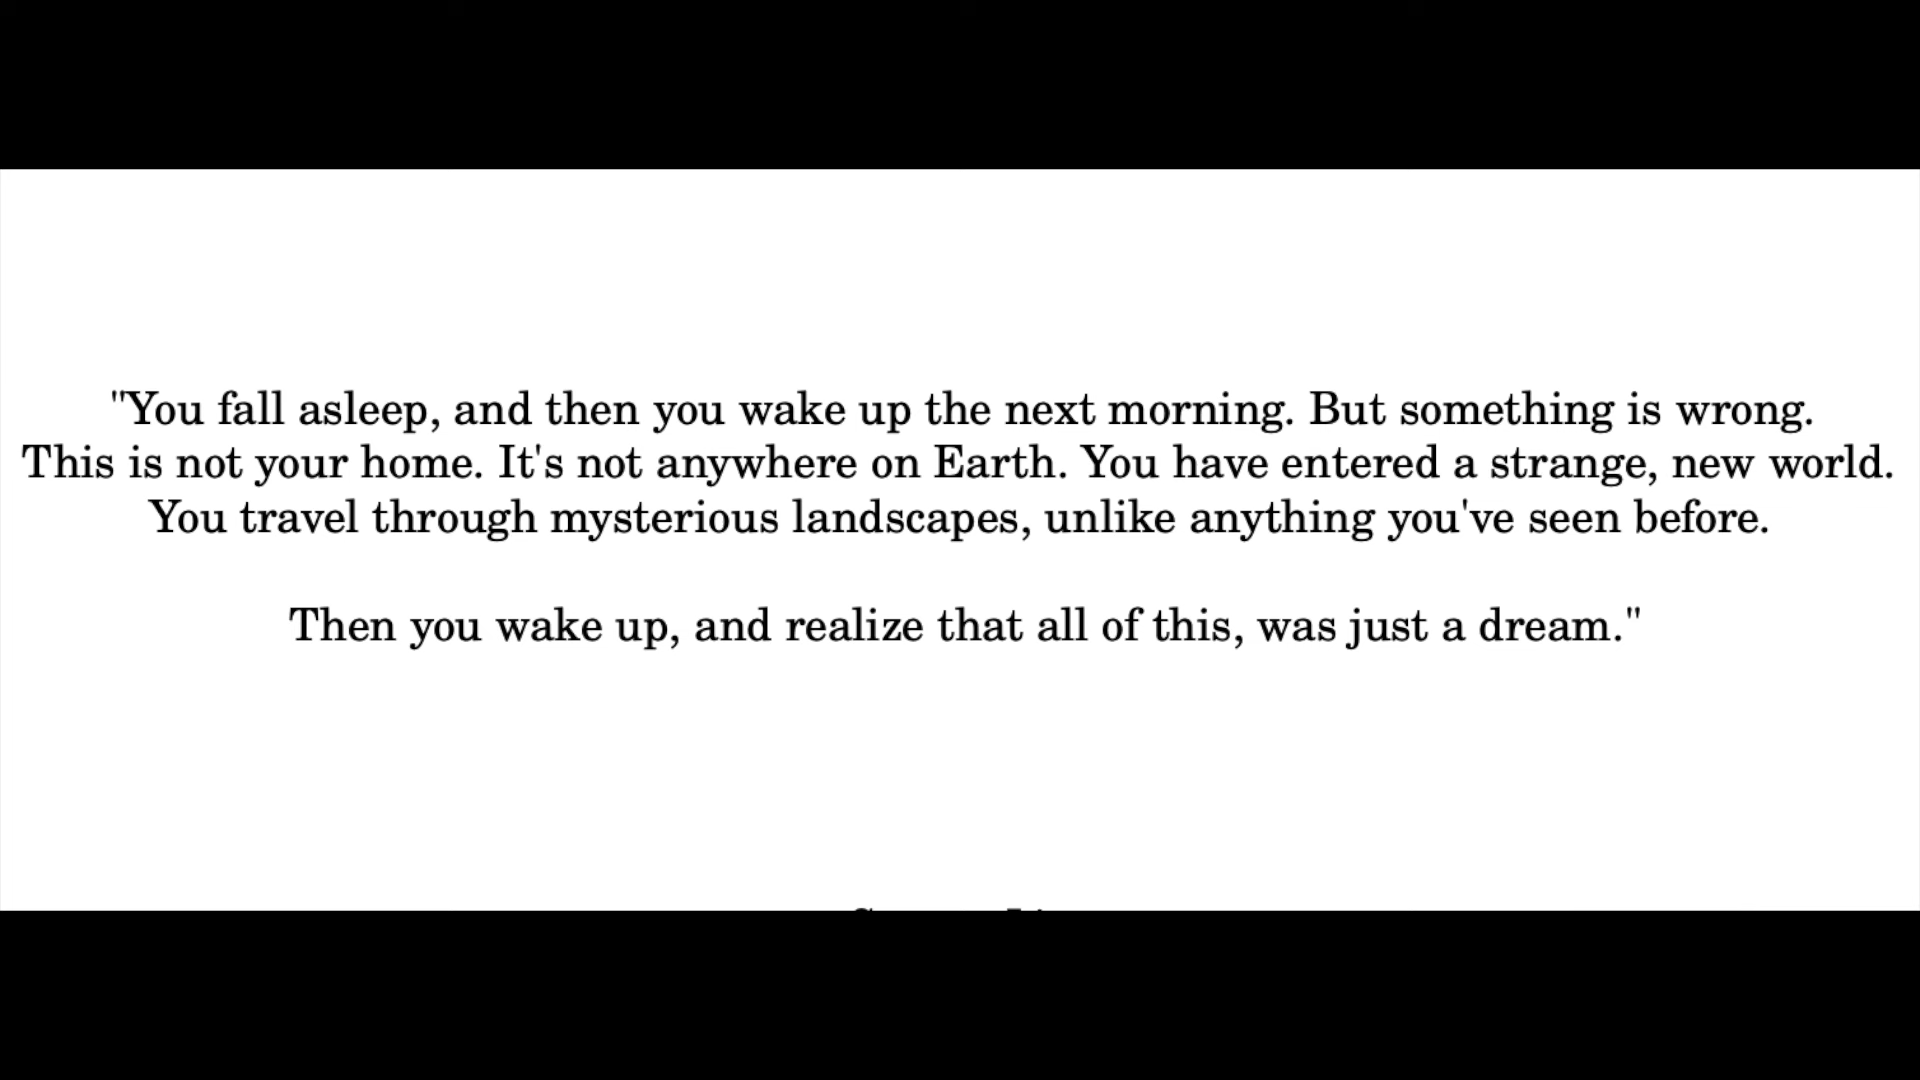 "You fall asleep, and then you wake up the next morning. But something is wrong.
This is not your home. It's not anywhere on Earth. You have entered a strange, new world.
You travel through mysterious landscapes, unlike anything you've seen before.
Then you wake up, and realize that all of this, was just a dream."